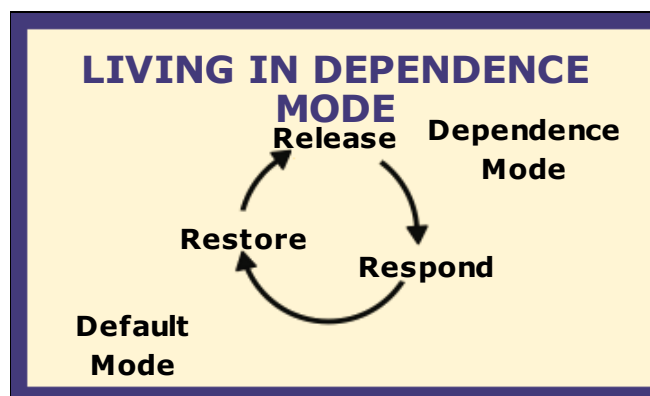 LIVING IN DEPENDENCE
MODE
Release
Dependence
Mode
Restore
Respond
Default
Mode